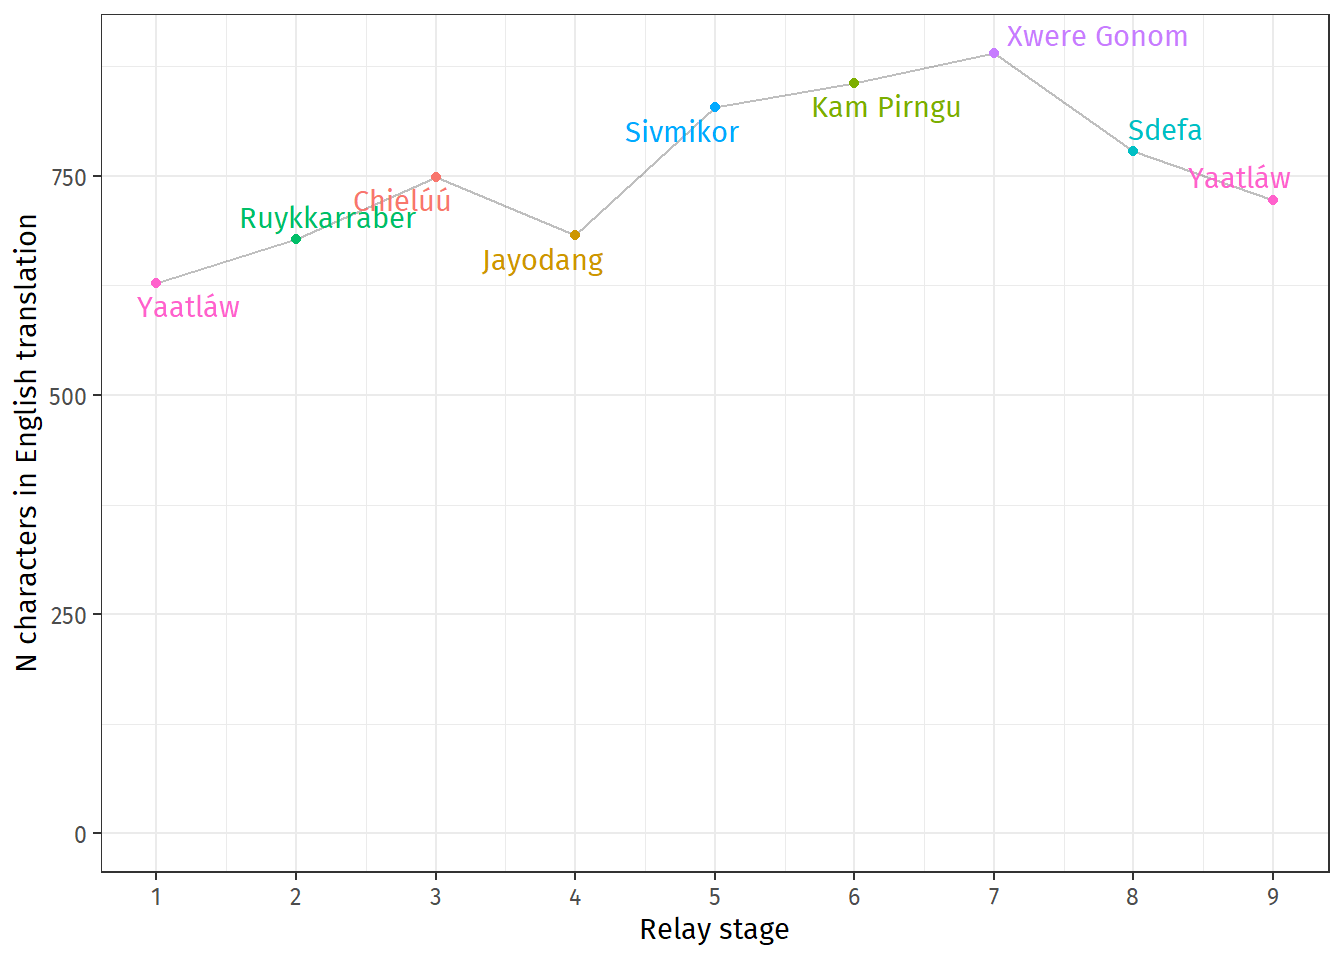 Xwere Gonom
Kam Pirngu
Sivmikor
Sdefa
Yaatláw
Chielúú
Ruykkarraber
Jayodang
Yaatláw
N characters in English translation
750
500
250
0
1 2 3 4 5 6 7 8 9
Relay stage